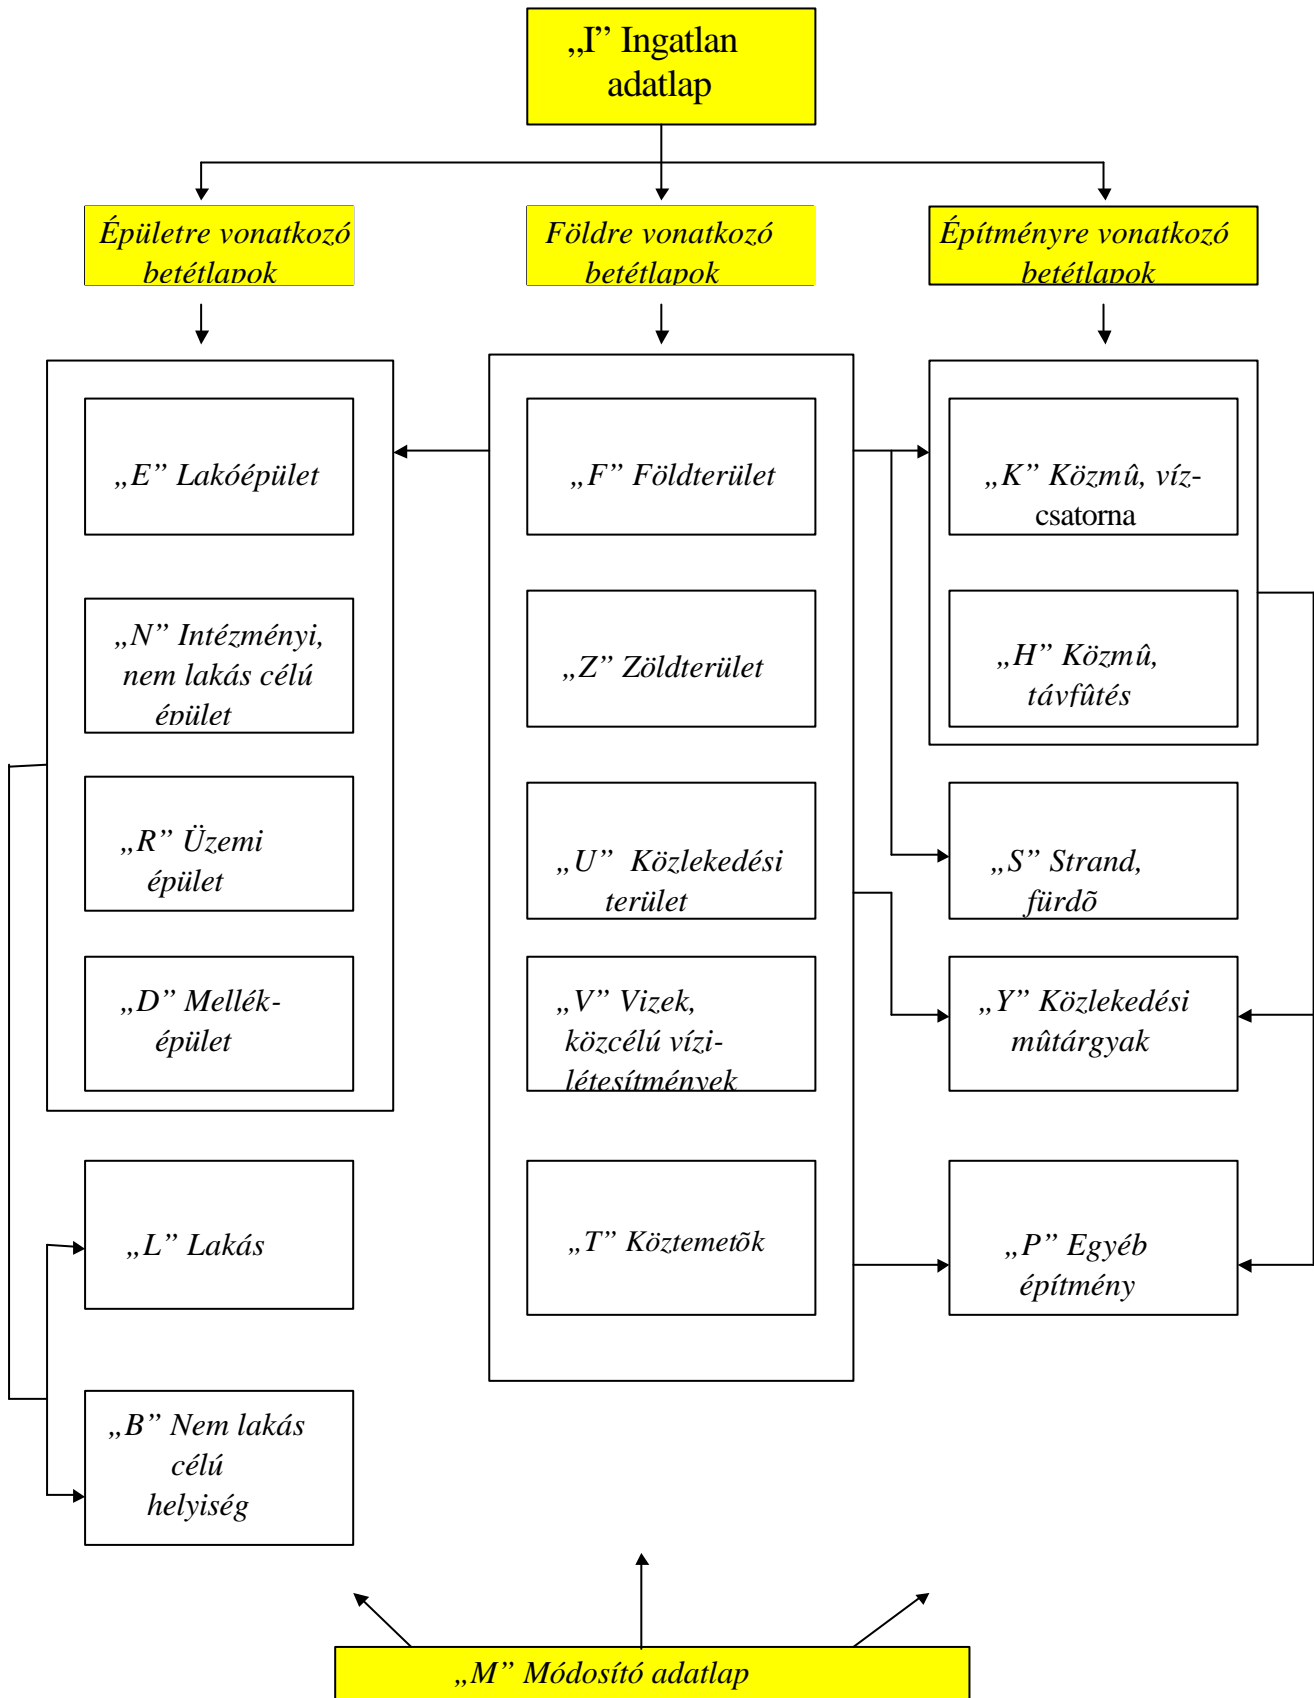 „I” Ingatlan
adatlap
Épületre vonatkozó
betétlapok
Földre vonatkozó
betétlapok
Építményre vonatkozó
betétlapok
„E” Lakóépület
„N” Intézményi,
nem lakás célú
épület
„R” Üzemi
épület
„D” Mellék-
épület
„L” Lakás
„B” Nem lakás
célú
helyiség
„F” Földterület
„Z” Zöldterület
„U” Közlekedési
terület
„V” Vizek,
közcélú vízi-
létesítmények
„T” Köztemetõk
„K” Közmû, víz-
csatorna
„H” Közmû,
távfûtés
„S” Strand,
fürdõ
„Y” Közlekedési
mûtárgyak
„P” Egyéb
építmény
„M” Módosító adatlap